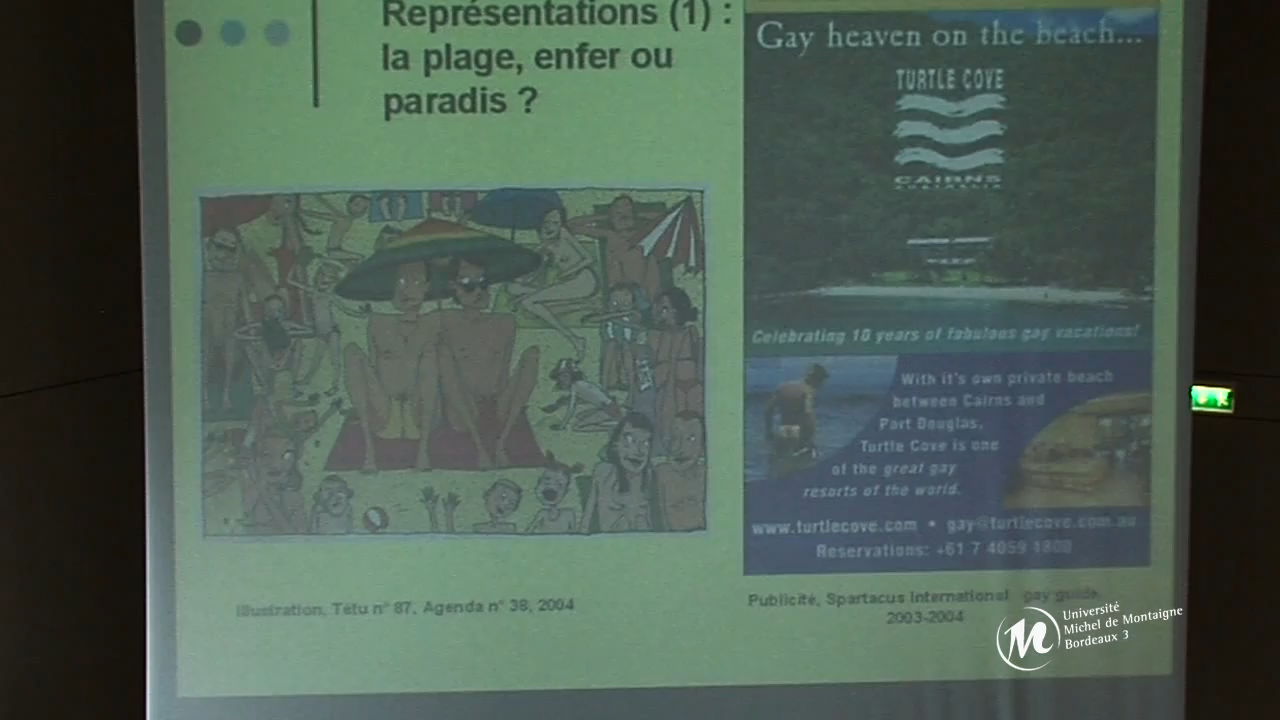 Représentations (1) :
la plage, enfer ou
paradis ?
Illustration, Têtu n° 87, Agenda n° 38, 2004
Gay heaven on the beach...
TURTLE COVE
CAIRNS
AUSTRALIA
Celebrating 10 years of fabulous gay vacations!
With it's own private beach
between Cairns and
Port Douglas,
Turtle Cove is one
of the great gay
resorts of the world.
www.turtlecove.com • gay@turtlecove.com.au
Reservations: +61 7 4059 1800
Publicité, Spartacus International gay guide
2003-2004
Université
Michel de Montaigne
Bordeaux 3